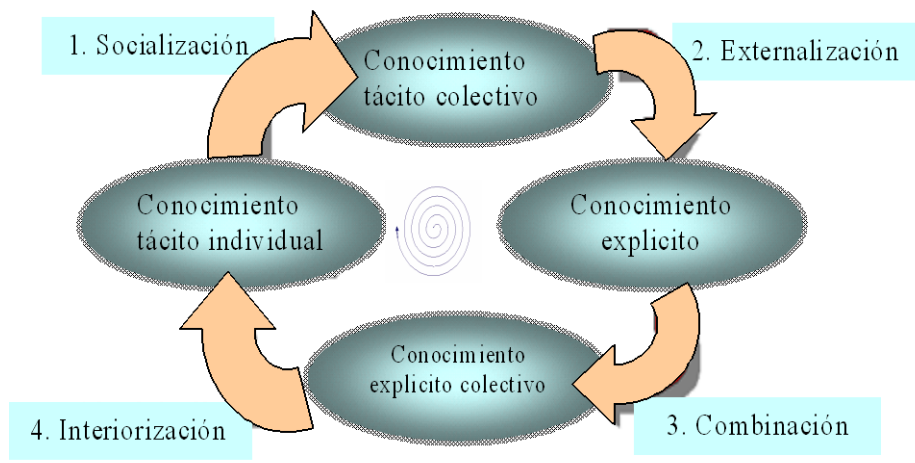 1. Socialización
Conocimiento
tácito colectivo
2. Externalización
Conocimiento
tácito individual
Conocimiento
explicito
Conocimiento
explicito colectivo
4. Interiorización
3. Combinación